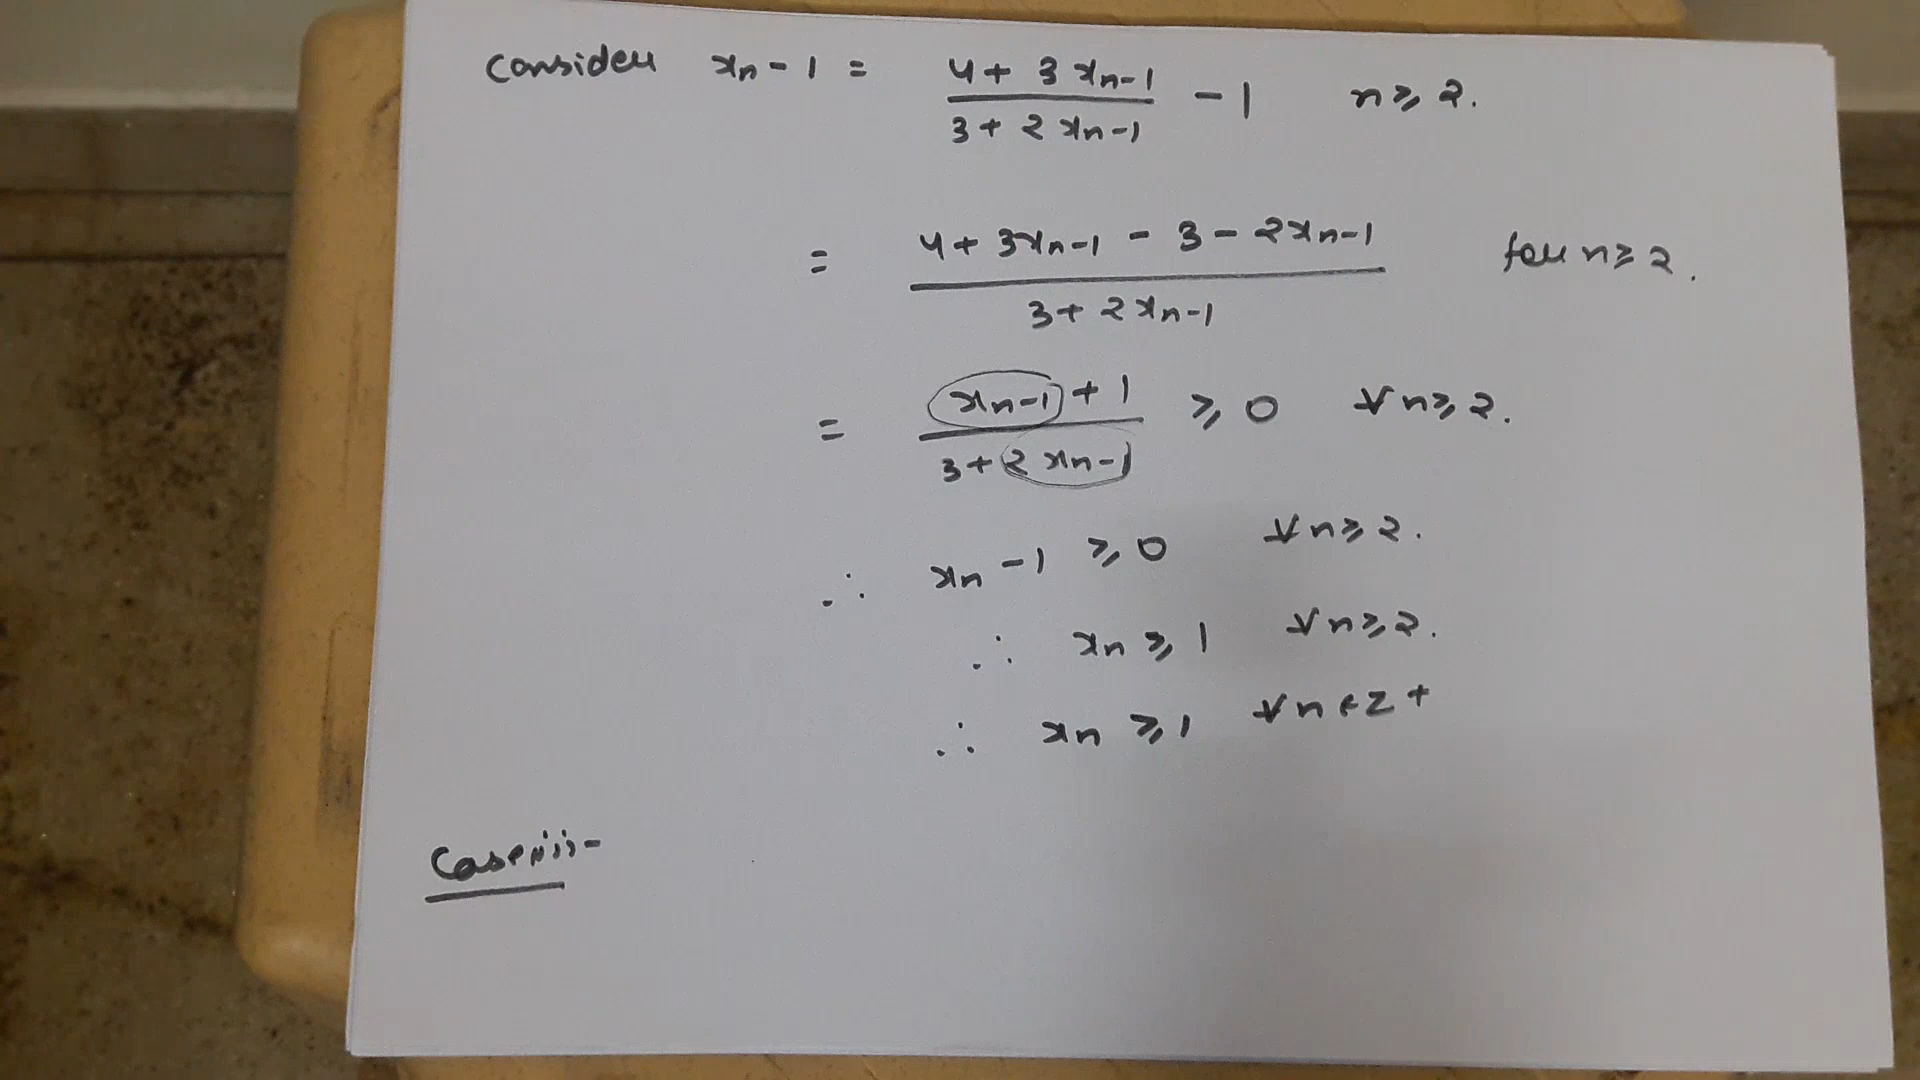 Consider xn - 1 = (4 + 3xn-1)/(3 + 2xn-1) - 1 n ≥ 2.
= (4 + 3xn-1 - 3 - 2xn-1)/(3 + 2xn-1) for n ≥ 2.
= (xn-1 + 1)/(3 + 2xn-1) ≥ 0 ∀ n ≥ 2.
∴ xn - 1 ≥ 0 ∀ n ≥ 2.
∴ xn ≥ 1 ∀ n ≥ 2.
∴ xn ≥ 1 ∀ n ∈ Z+
Case iii-